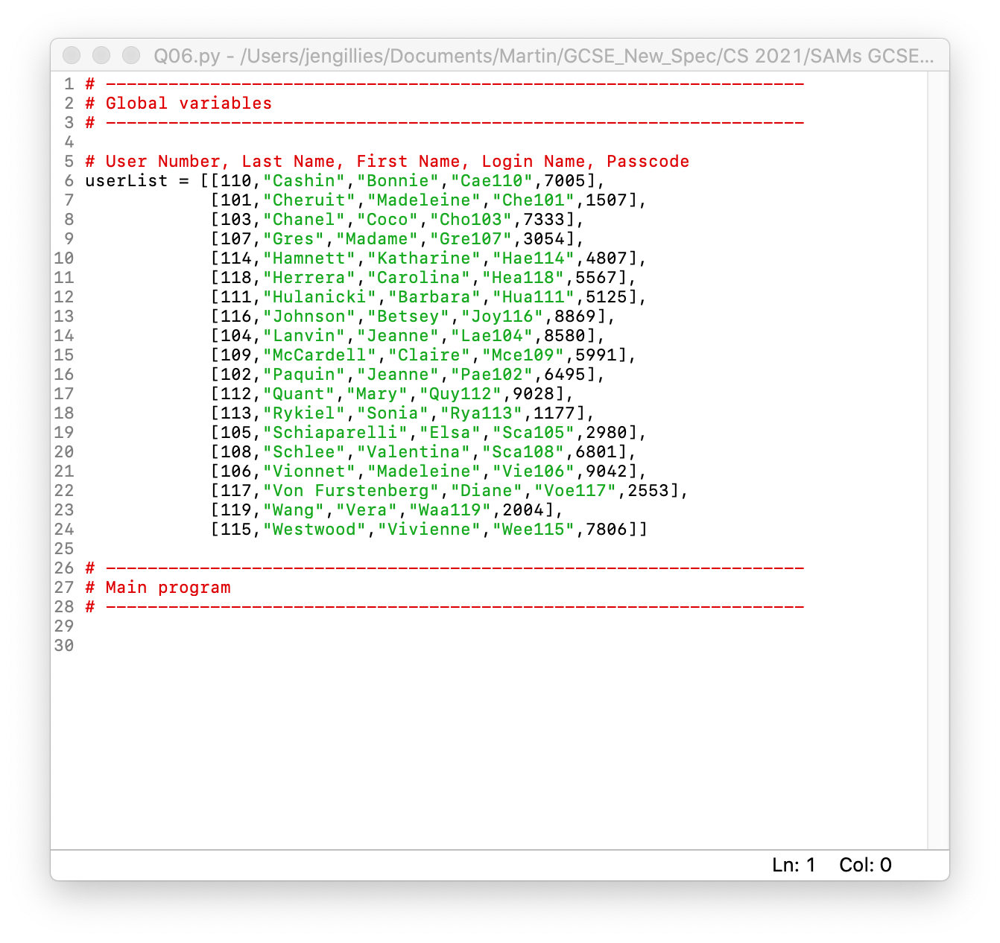 Q06.py - /Users/jengillies/Documents/Martin/GCSE_New_Spec/CS 2021/SAMs GCSE...
1 # -------------------------------------------------------------------
2 # Global variables
3 # -------------------------------------------------------------------
4
5 # User Number, Last Name, First Name, Login Name, Passcode
6 userList = [[110,"Cashin","Bonnie","Cae110",7005],
7             [101,"Cheruit","Madeleine","Che101",1507],
8             [103,"Chanel","Coco","Cho103",7333],
9             [107,"Gres","Madame","Gre107",3054],
10             [114,"Hamnett","Katharine","Hae114",4807],
11             [118,"Herrera","Carolina","Hea118",5567],
12             [111,"Hulanicki","Barbara","Hua111",5125],
13             [116,"Johnson","Betsey","Joy116",8869],
14             [104,"Lanvin","Jeanne","Lae104",8580],
15             [109,"McCardell","Claire","Mce109",5991],
16             [102,"Paquin","Jeanne","Pae102",6495],
17             [112,"Quant","Mary","Quy112",9028],
18             [113,"Rykiel","Sonia","Rya113",1177],
19             [105,"Schiaparelli","Elsa","Sca105",2980],
20             [108,"Schlee","Valentina","Sca108",6801],
21             [106,"Vionnet","Madeleine","Vie106",9042],
22             [117,"Von Furstenberg","Diane","Voe117",2553],
23             [119,"Wang","Vera","Waa119",2004],
24             [115,"Westwood","Vivienne","Wee115",7806]]
25
26 # -------------------------------------------------------------------
27 # Main program
28 # -------------------------------------------------------------------
29
30
Ln: 1 Col: 0